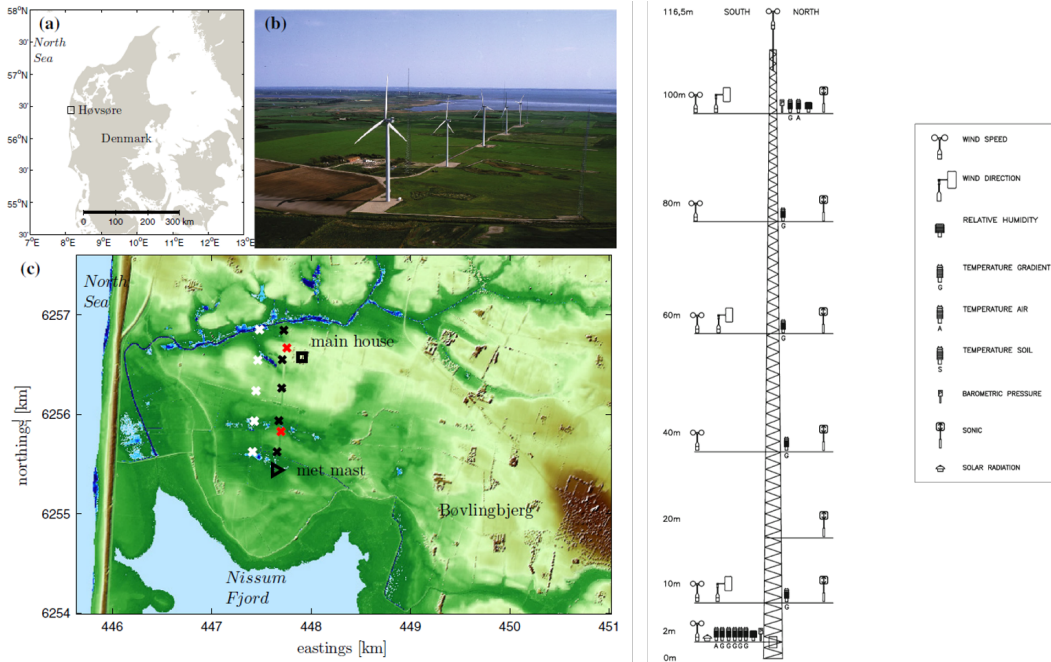 (a)
58°N
30'
57°N
30'
56°N
30'
55°N
30'
7°E
8°E
9°E
10°E
11°E
12°E
13°E
North
Sea
Høvsøre
Denmark
0 100 200 300 km
(b)
(c)
North
Sea
6257
6256
6255
6254
northings [km]
main house
met mast
Bøvlingbjerg
Nissum
Fjord
446 447 448 449 450 451
eastings [km]
116,5m
SOUTH NORTH
100m
G A
80m
G
60m
G
40m
G
20m
10m
G
2m
A G G G G G
0m
WIND SPEED
WIND DIRECTION
RELATIVE HUMIDITY
TEMPERATURE GRADIENT
G
TEMPERATURE AIR
A
TEMPERATURE SOIL
S
BAROMETRIC PRESSURE
SONIC
SOLAR RADIATION